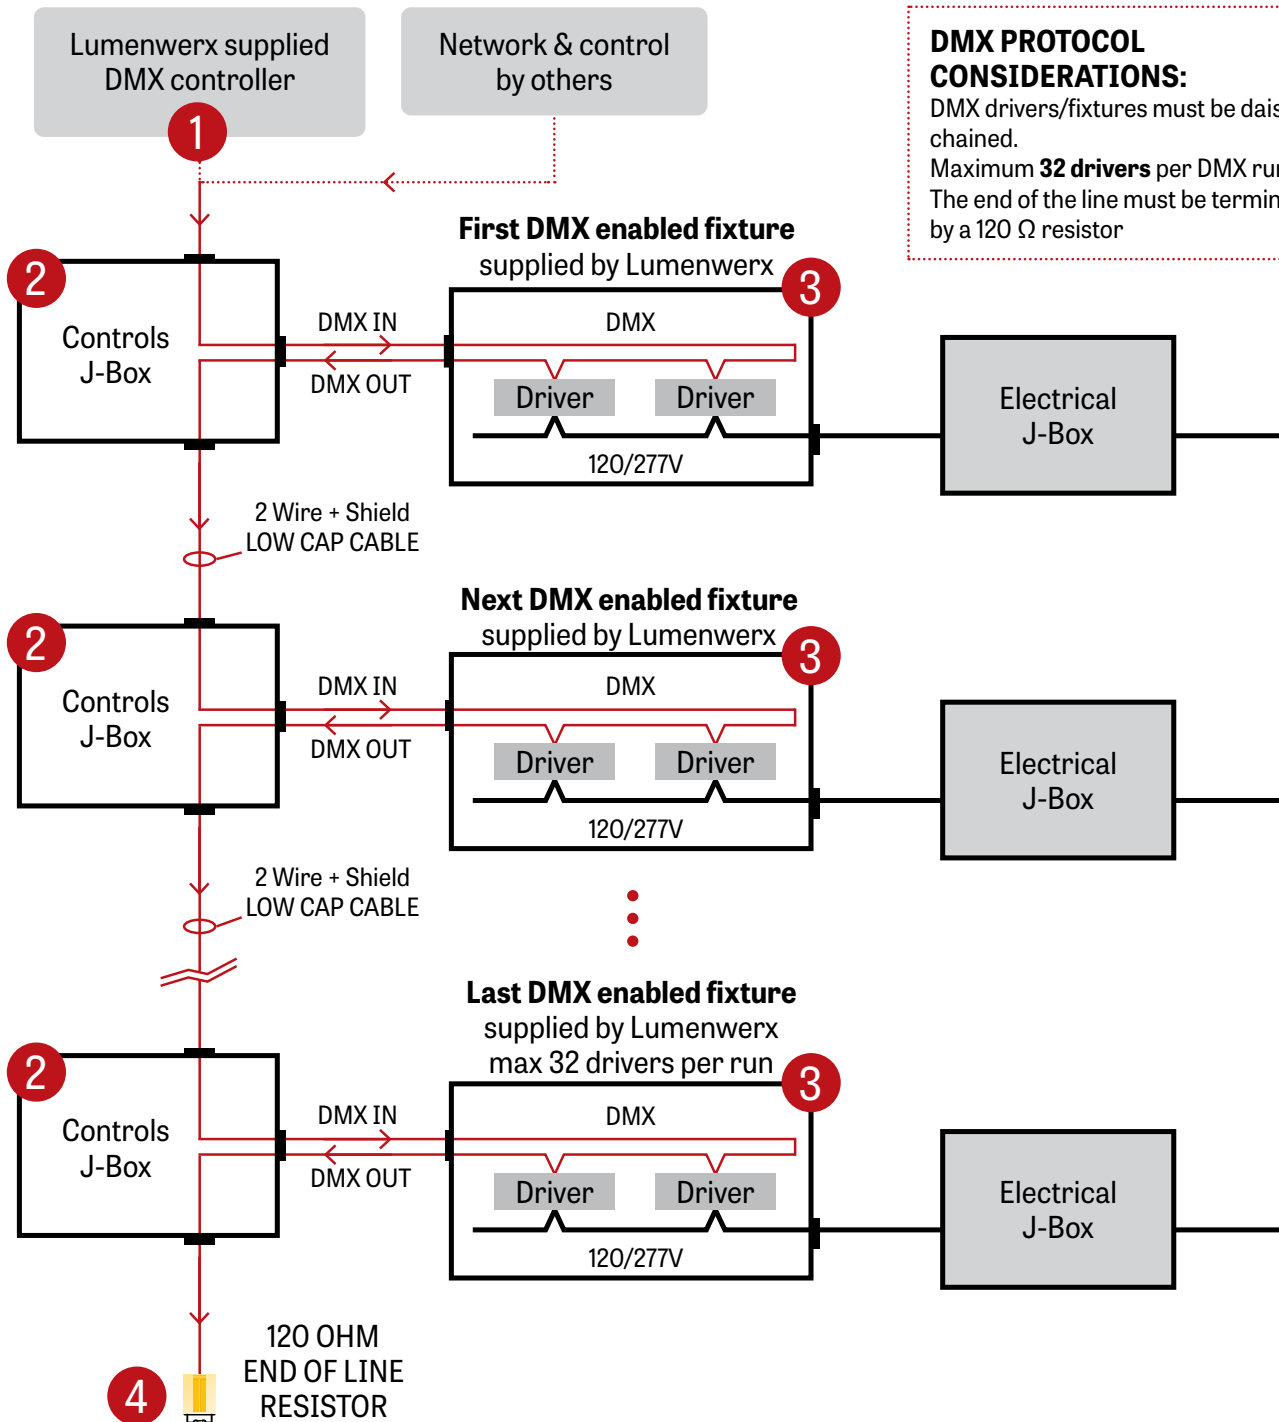 Lumenwerx supplied
DMX controller
Network & control
by others
1
DMX PROTOCOL
CONSIDERATIONS:
DMX drivers/fixtures must be dais
chained.
Maximum 32 drivers per DMX run
The end of the line must be termin
by a 120 Ω resistor
First DMX enabled fixture
supplied by Lumenwerx
2
3
Controls
J-Box
DMX IN
DMX OUT
DMX
Driver
Driver
120/277V
Electrical
J-Box
2 Wire + Shield
LOW CAP CABLE
Next DMX enabled fixture
supplied by Lumenwerx
2
3
Controls
J-Box
DMX IN
DMX OUT
DMX
Driver
Driver
120/277V
Electrical
J-Box
2 Wire + Shield
LOW CAP CABLE
Last DMX enabled fixture
supplied by Lumenwerx
max 32 drivers per run
2
3
Controls
J-Box
DMX IN
DMX OUT
DMX
Driver
Driver
120/277V
Electrical
J-Box
4
120 OHM
END OF LINE
RESISTOR